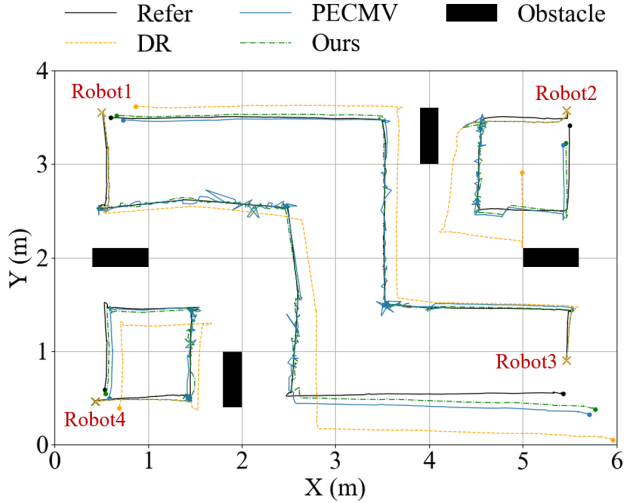 Refer PECMV Obstacle
DR Ours
4
Robot1 Robot2
3
Y (m)
2
1
Robot3
Robot4
0
0 1 2 3 4 5 6
X (m)